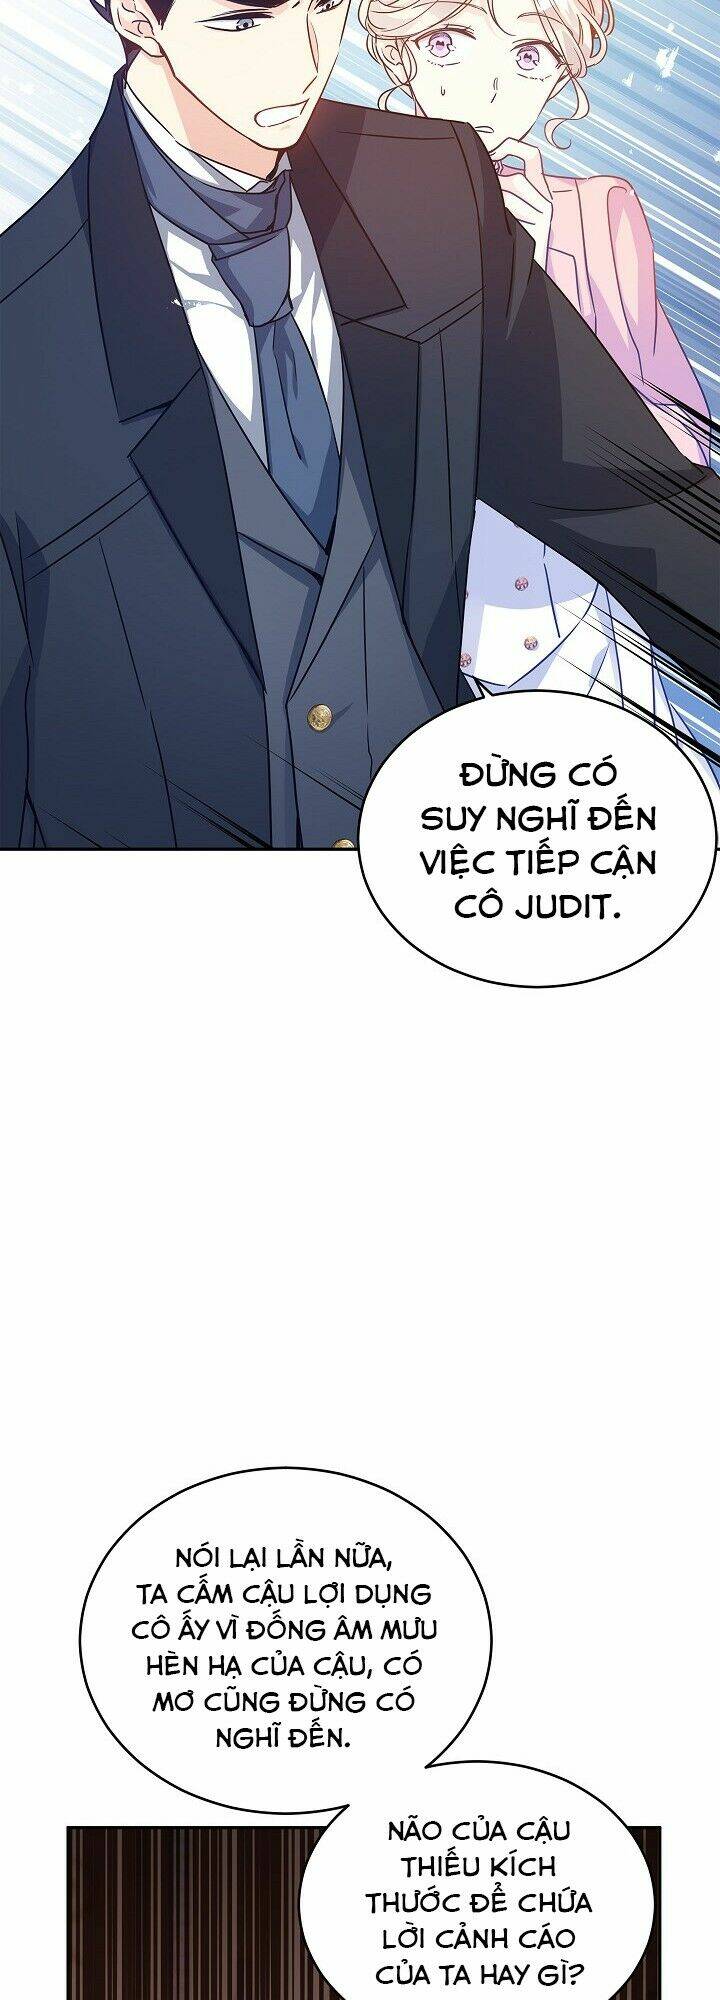 ĐỪNG CÓ
SUY NGHĨ ĐẾN
VIỆC TIẾP CẬN
CÔ JUDIT.
NÓI LẠI LẦN NỮA,
TA CẤM CẬU LỢI DỤNG
CÔ ẤY VÌ ĐỐNG ÂM MƯU
HÈN HẠ CỦA CẬU, CÓ
MƠ CŨNG ĐỪNG CÓ
NGHĨ ĐẾN.
NÃO CỦA CẬU
THIẾU KÍCH
THƯỚC ĐỂ CHỨA
LỜI CẢNH CÁO
CỦA TA HAY GÌ?